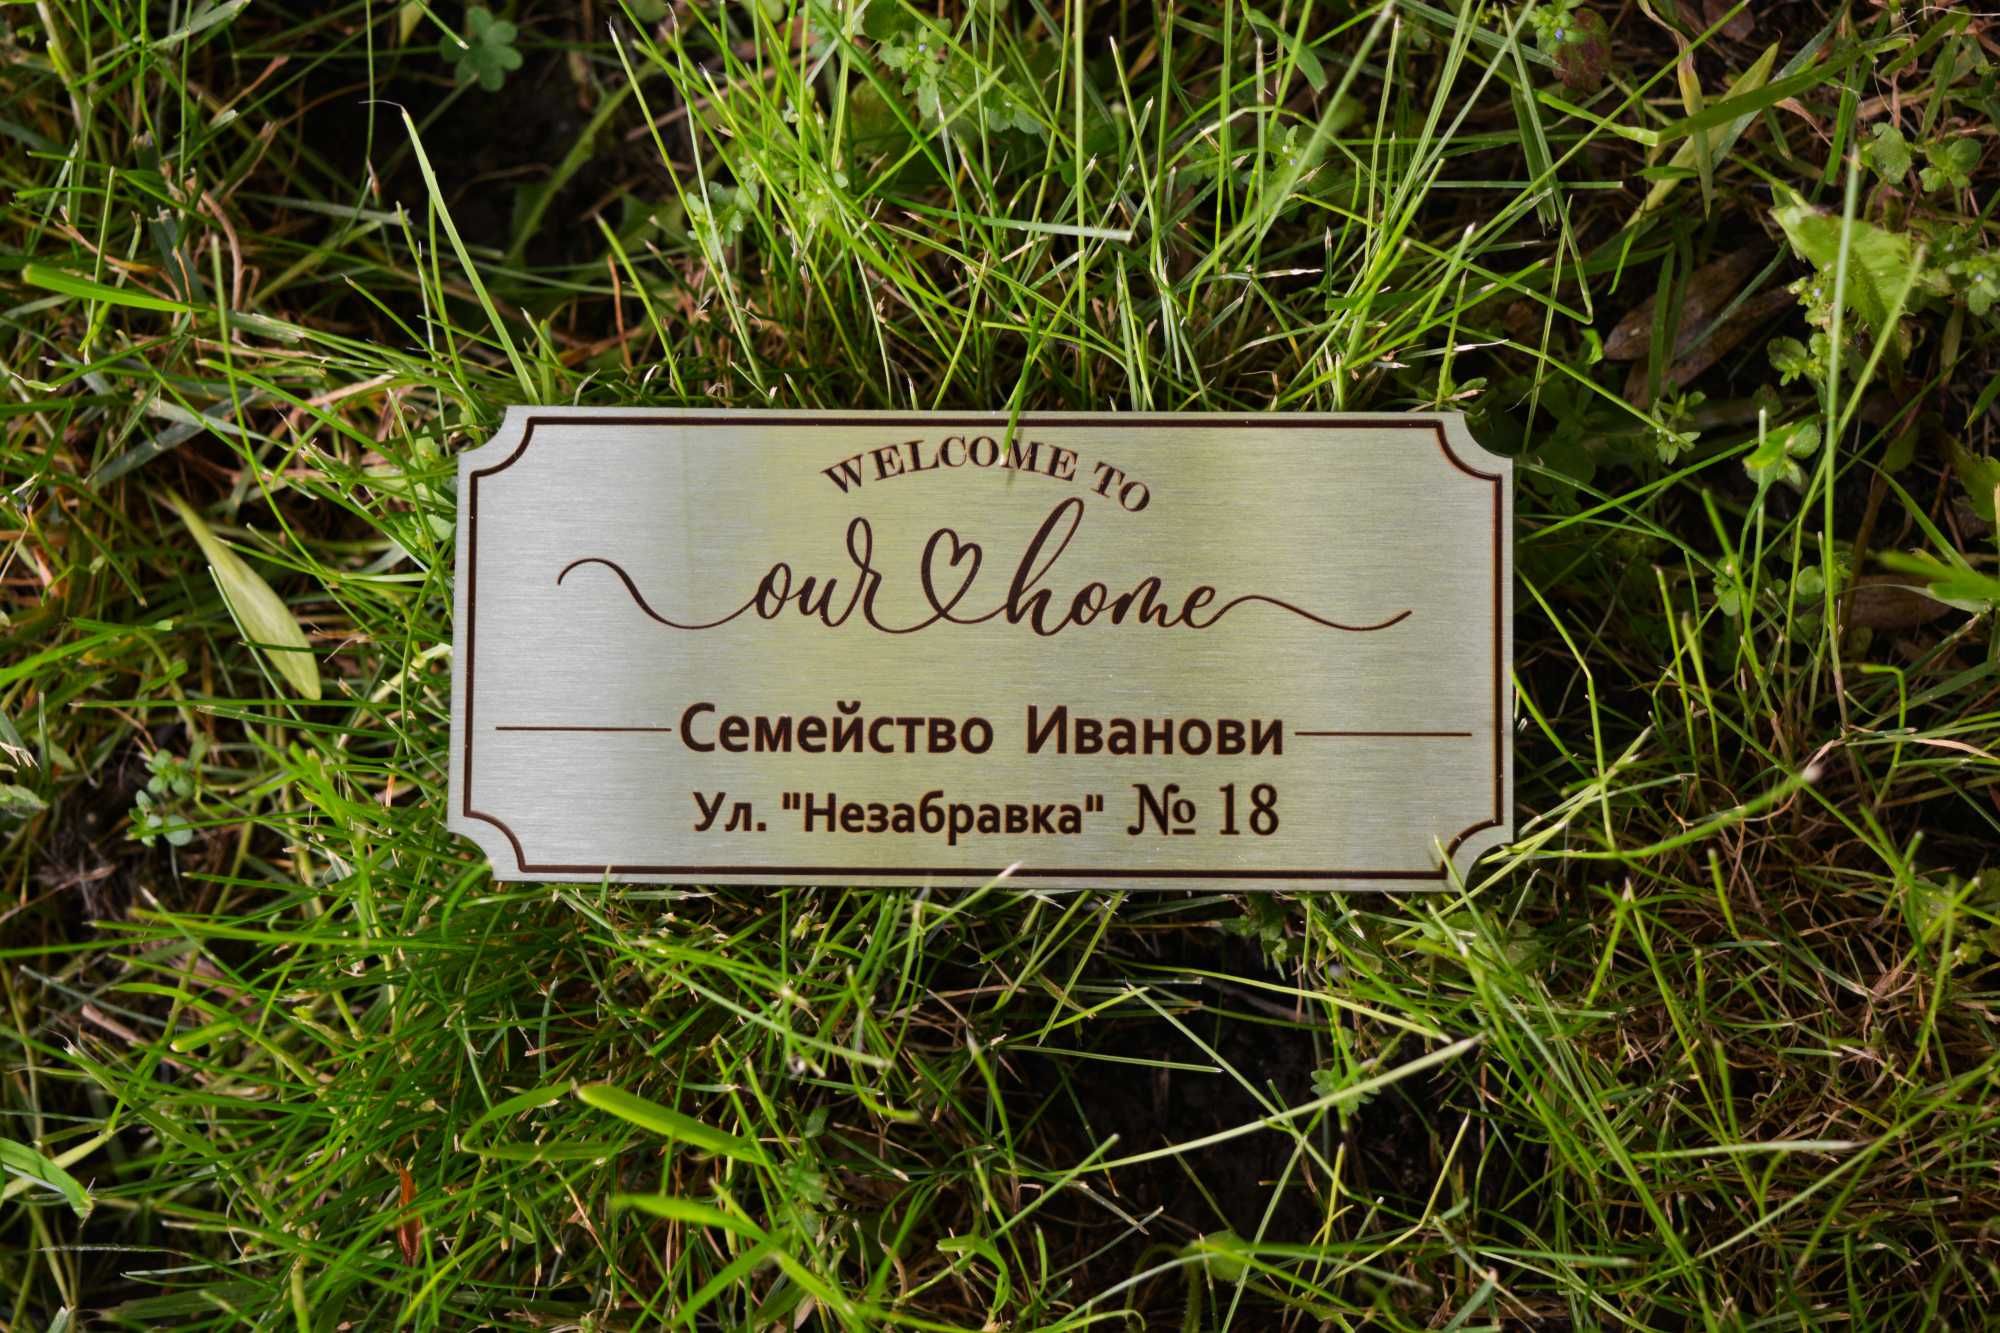 WELCOME TO
our home
Семейство Иванови
Ул. "Незабравка" № 18